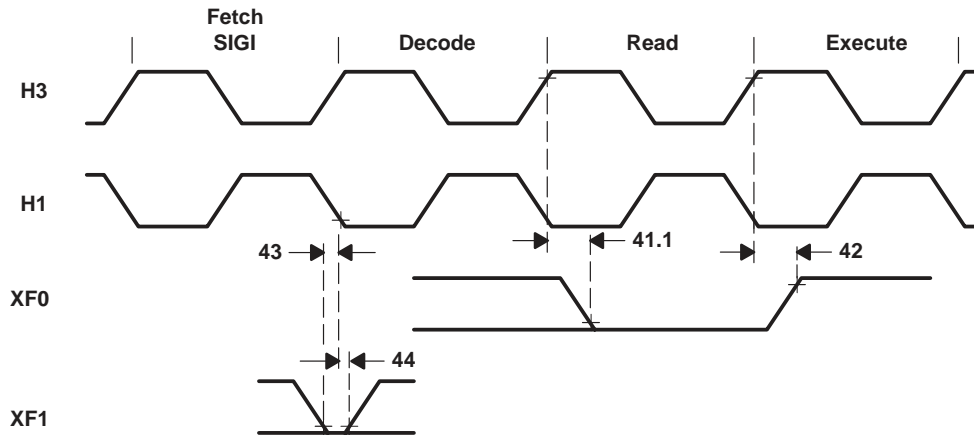 Fetch
SIGI
Decode
Read
Execute
H3
H1
43
41.1
42
XF0
44
XF1